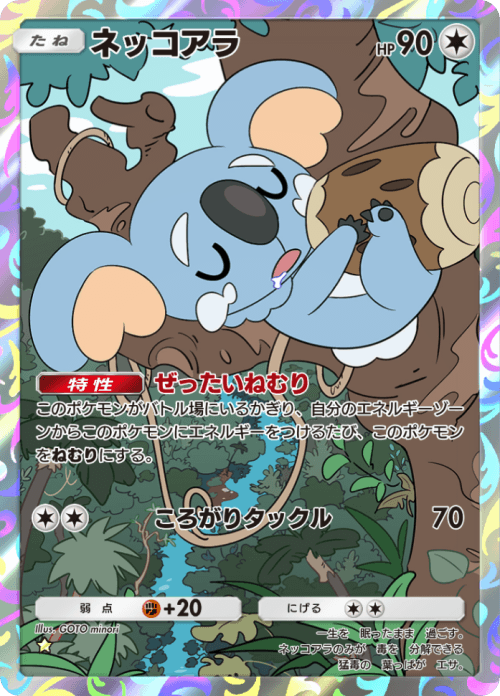 たね ネッコアラ HP 90
特性 ぜったいねむり
このポケモンがバトル場にいるかぎり、自分のエネルギーゾー
ンからこのポケモンにエネルギーをつけるたび、このポケモン
をねむりにする。
ころがりタックル 70
弱点 +20 にげる
Illus. GOTO minori
一生を 眠ったまま 過ごす。
ネッコアラのみが 毒を 分解できる
猛毒の 葉っぱが エサ。